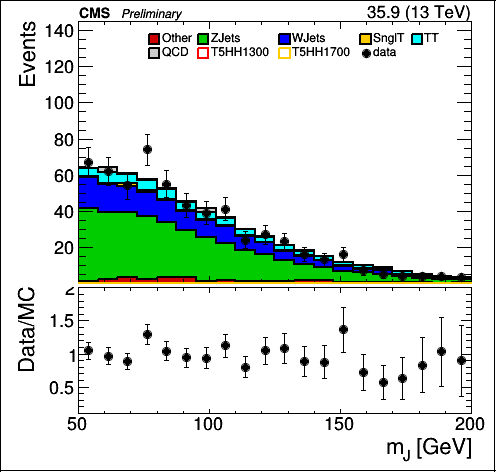 CMS Preliminary 35.9 (13 TeV)
Events
140
120
100
80
60
40
20
Other ZJets WJets SnglT TT
QCD T5HH1300 T5HH1700 data
Data/MC
2
1.5
1
0.5
50 100 150 200
mJ [GeV]